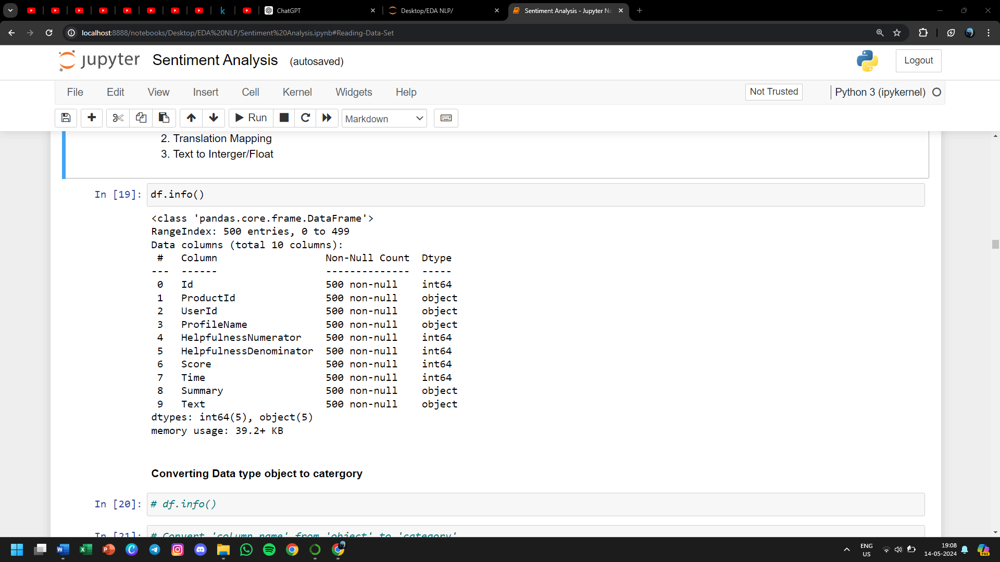 ChatGPT
Desktop/EDA NLP/
Sentiment Analysis - Jupyter No
localhost:8888/notebooks/Desktop/EDA%20NLP/Sentiment%20Analysis.ipynb#Reading-Data-Set
jupyter Sentiment Analysis (autosaved)
Logout
File Edit View Insert Cell Kernel Widgets Help
Not Trusted
Python 3 (ipykernel)
Run
Markdown
2. Translation Mapping
3. Text to Interger/Float
In [19]: df.info()
<class 'pandas.core.frame.DataFrame'>
RangeIndex: 500 entries, 0 to 499
Data columns (total 10 columns):
# Column Non-Null Count Dtype
--- ------ -------------- -----
0 Id 500 non-null int64
1 ProductId 500 non-null object
2 UserId 500 non-null object
3 ProfileName 500 non-null object
4 HelpfulnessNumerator 500 non-null int64
5 HelpfulnessDenominator 500 non-null int64
6 Score 500 non-null int64
7 Time 500 non-null int64
8 Summary 500 non-null object
9 Text 500 non-null object
dtypes: int64(5), object(5)
memory usage: 39.2+ KB
Converting Data type object to catergory
In [20]: # df.info()
In [21]: # Convert 'column_name' from 'object' to 'category'
ENG
US
19:08
14-05-2024